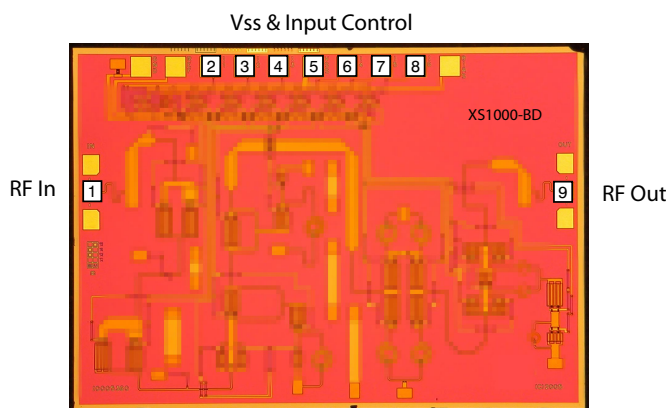 Vss & Input Control
2 3 4 5 6 7 8
XS1000-BD
RF In
1
9
RF Out